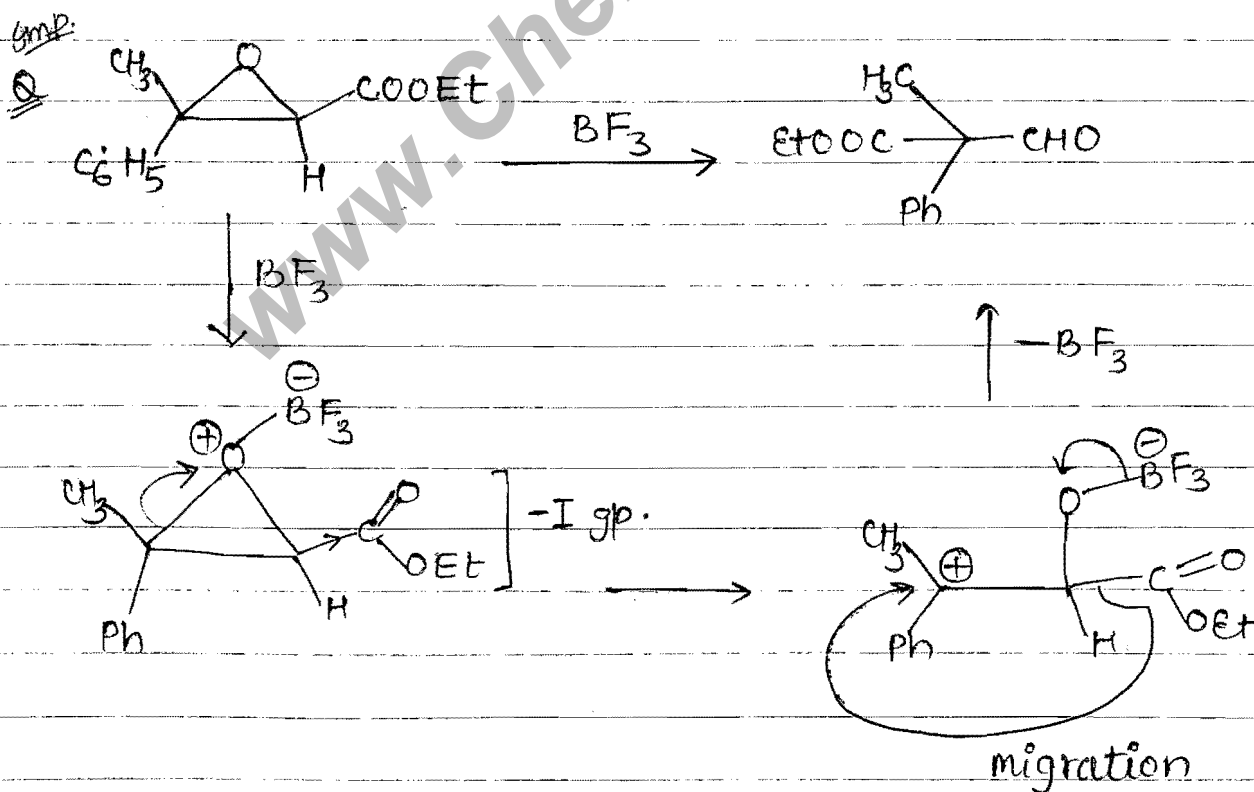 Imp.
Q
CH3 O COOEt
C6H5 H
BF3
H3C
EtOOC CHO
Ph
BF3
-BF3
⊖
BF3
⊕
O
CH3 C O
OEt
H
Ph
-I gp.
⊖
BF3
O
CH3 ⊕ C O
OEt
Ph H
migration
www.Che